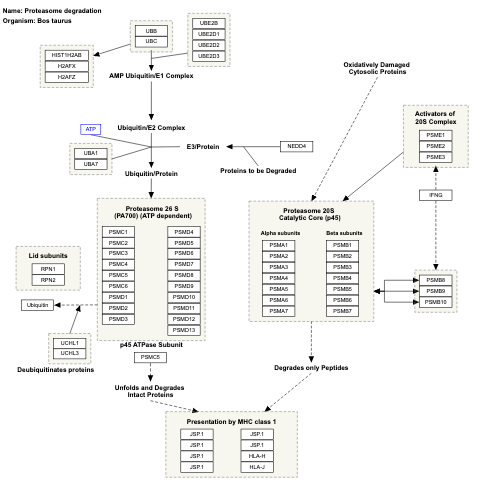 Name: Proteasome degradation
Organism: Bos taurus
UBB
UBC
UBE2B
UBE2D1
UBE2D2
UBE2D3
HIST1H2AB
H2AFX
H2AFZ
AMP Ubiquitin/E1 Complex
Oxidatively Damaged
Cytosolic Proteins
Activators of
20S Complex
PSME1
PSME2
PSME3
ATP
Ubiquitin/E2 Complex
UBA1
UBA7
E3/Protein
NEDD4
Proteins to be Degraded
Ubiquitin/Protein
IFNG
Proteasome 26 S
(PA700) (ATP dependent)
PSMC1
PSMC2
PSMC3
PSMC4
PSMC5
PSMC6
PSMD1
PSMD2
PSMD3
PSMD4
PSMD5
PSMD6
PSMD7
PSMD8
PSMD9
PSMD10
PSMD11
PSMD12
PSMD13
Proteasome 20S
Catalytic Core (p45)
Alpha subunits
Beta subunits
PSMA1
PSMA2
PSMA3
PSMA4
PSMA5
PSMA6
PSMA7
PSMB1
PSMB2
PSMB3
PSMB4
PSMB5
PSMB6
PSMB7
PSMB8
PSMB9
PSMB10
Lid subunits
RPN1
RPN2
Ubiquitin
UCHL1
UCHL3
Deubiquitinates proteins
p45 ATPase Subunit
PSMC5
Unfolds and Degrades
Intact Proteins
Degrades only Peptides
Presentation by MHC class 1
JSP.1
JSP.1
JSP.1
JSP.1
JSP.1
JSP.1
HLA-H
HLA-J